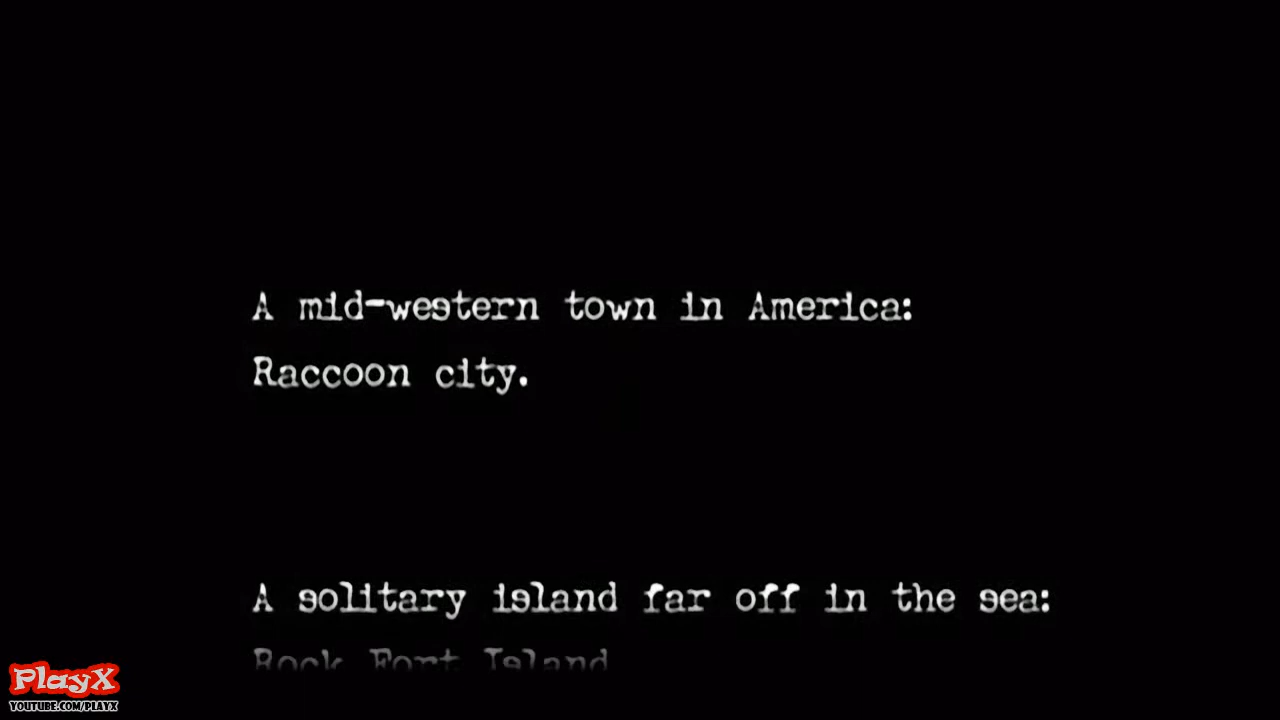 A mid-western town in America:
Raccoon city.
A solitary island far off in the sea:
Rock Fort Island
PlayX
YOUTUBE.COM/PLAYX